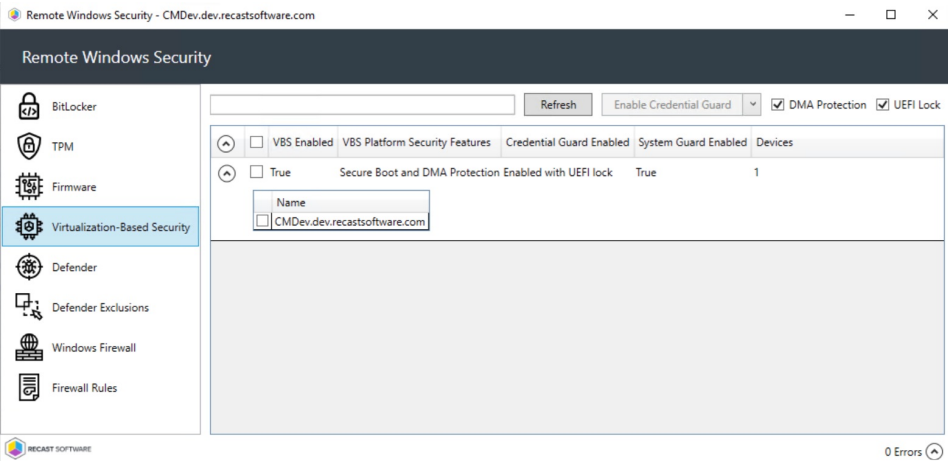 Remote Windows Security - CMDev.dev.recastsoftware.com
Remote Windows Security
BitLocker
TPM
Firmware
Virtualization-Based Security
Defender
Defender Exclusions
Windows Firewall
Firewall Rules
Refresh Enable Credential Guard DMA Protection UEFI Lock
VBS Enabled VBS Platform Security Features Credential Guard Enabled System Guard Enabled Devices
True Secure Boot and DMA Protection Enabled with UEFI lock True 1
Name
CMDev.dev.recastsoftware.com
RECAST SOFTWARE
0 Errors